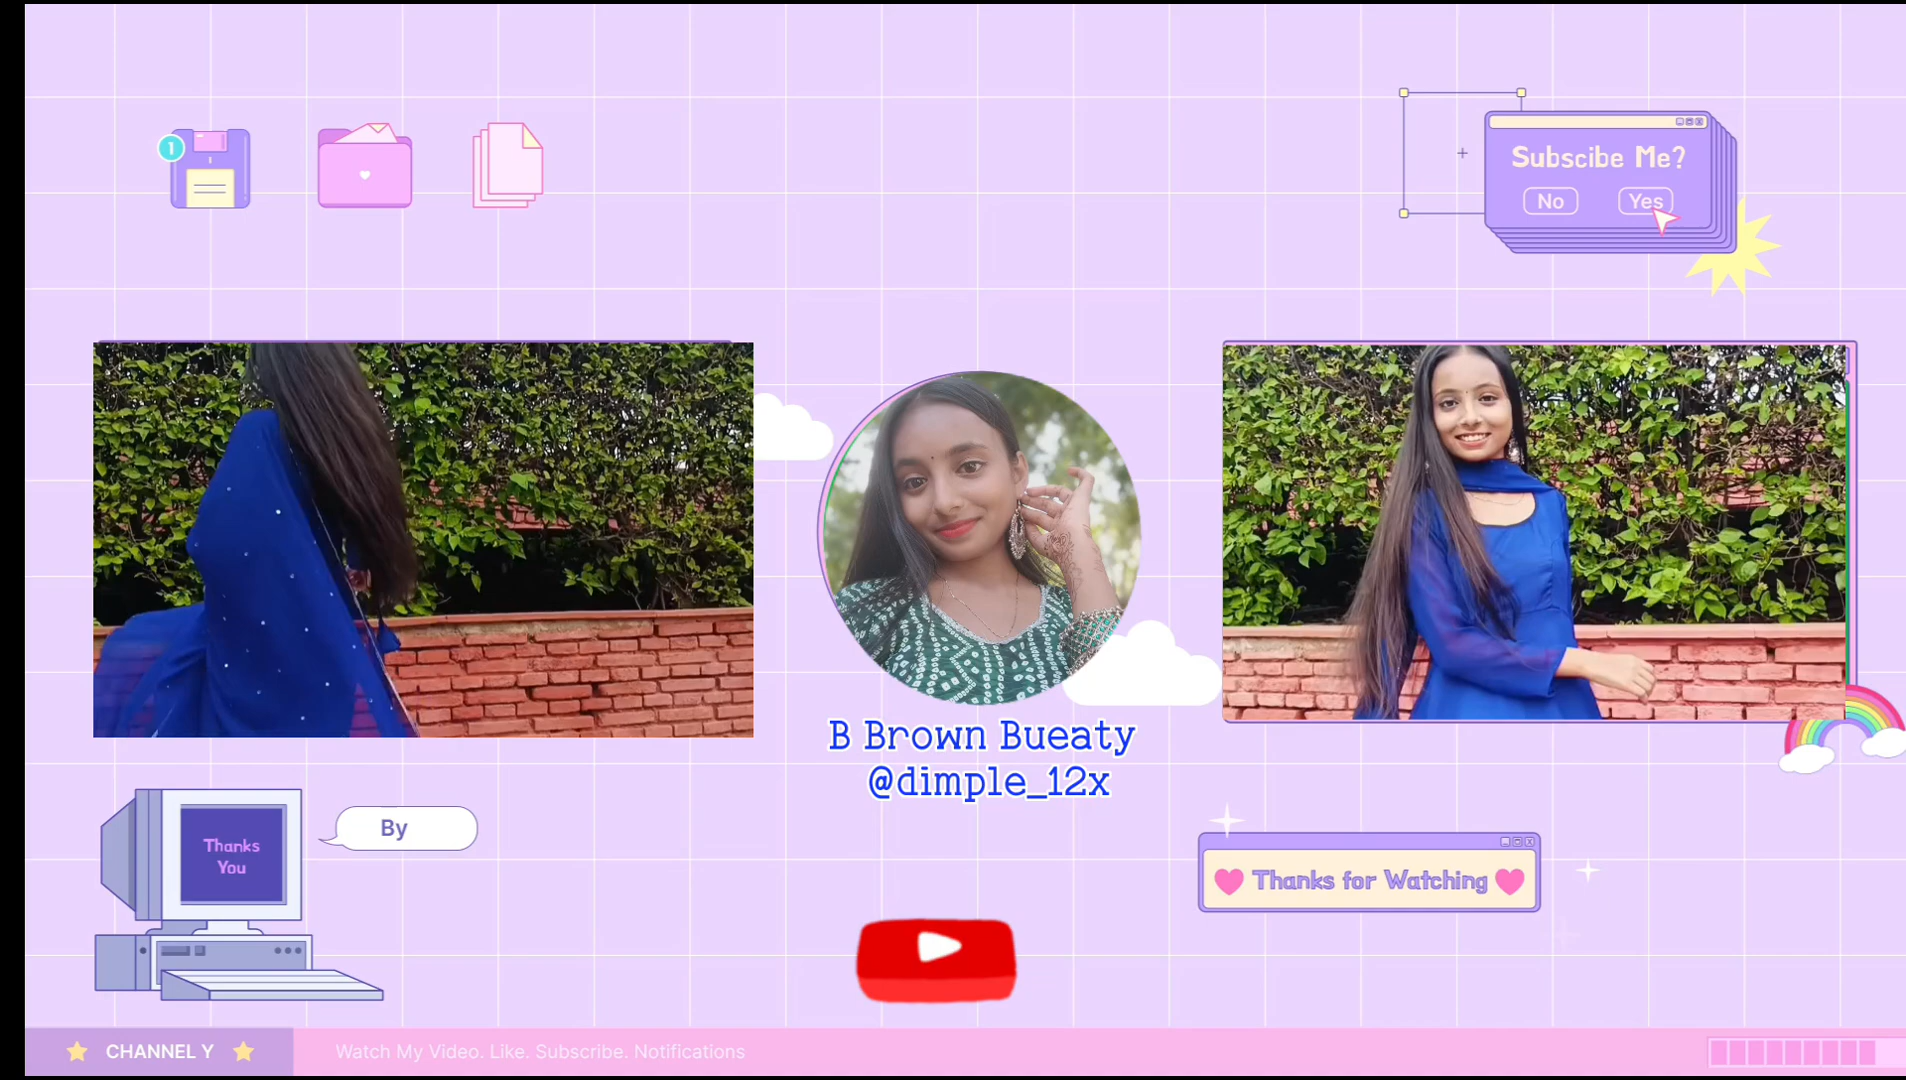 1
Subscibe Me?
No Yes
B Brown Bueaty
@dimple_12x
Thanks
You
By
Thanks for Watching
CHANNEL Y
Watch My Video. Like. Subscribe. Notifications